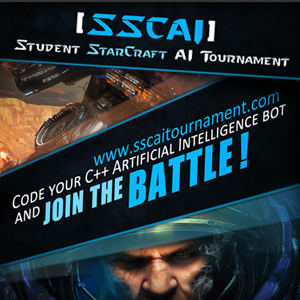 [SSCAI]
Student StarCraft AI Tournament
www.sscaitournament.com
Code your C++ Artificial Intelligence bot
and JOIN THE BATTLE!